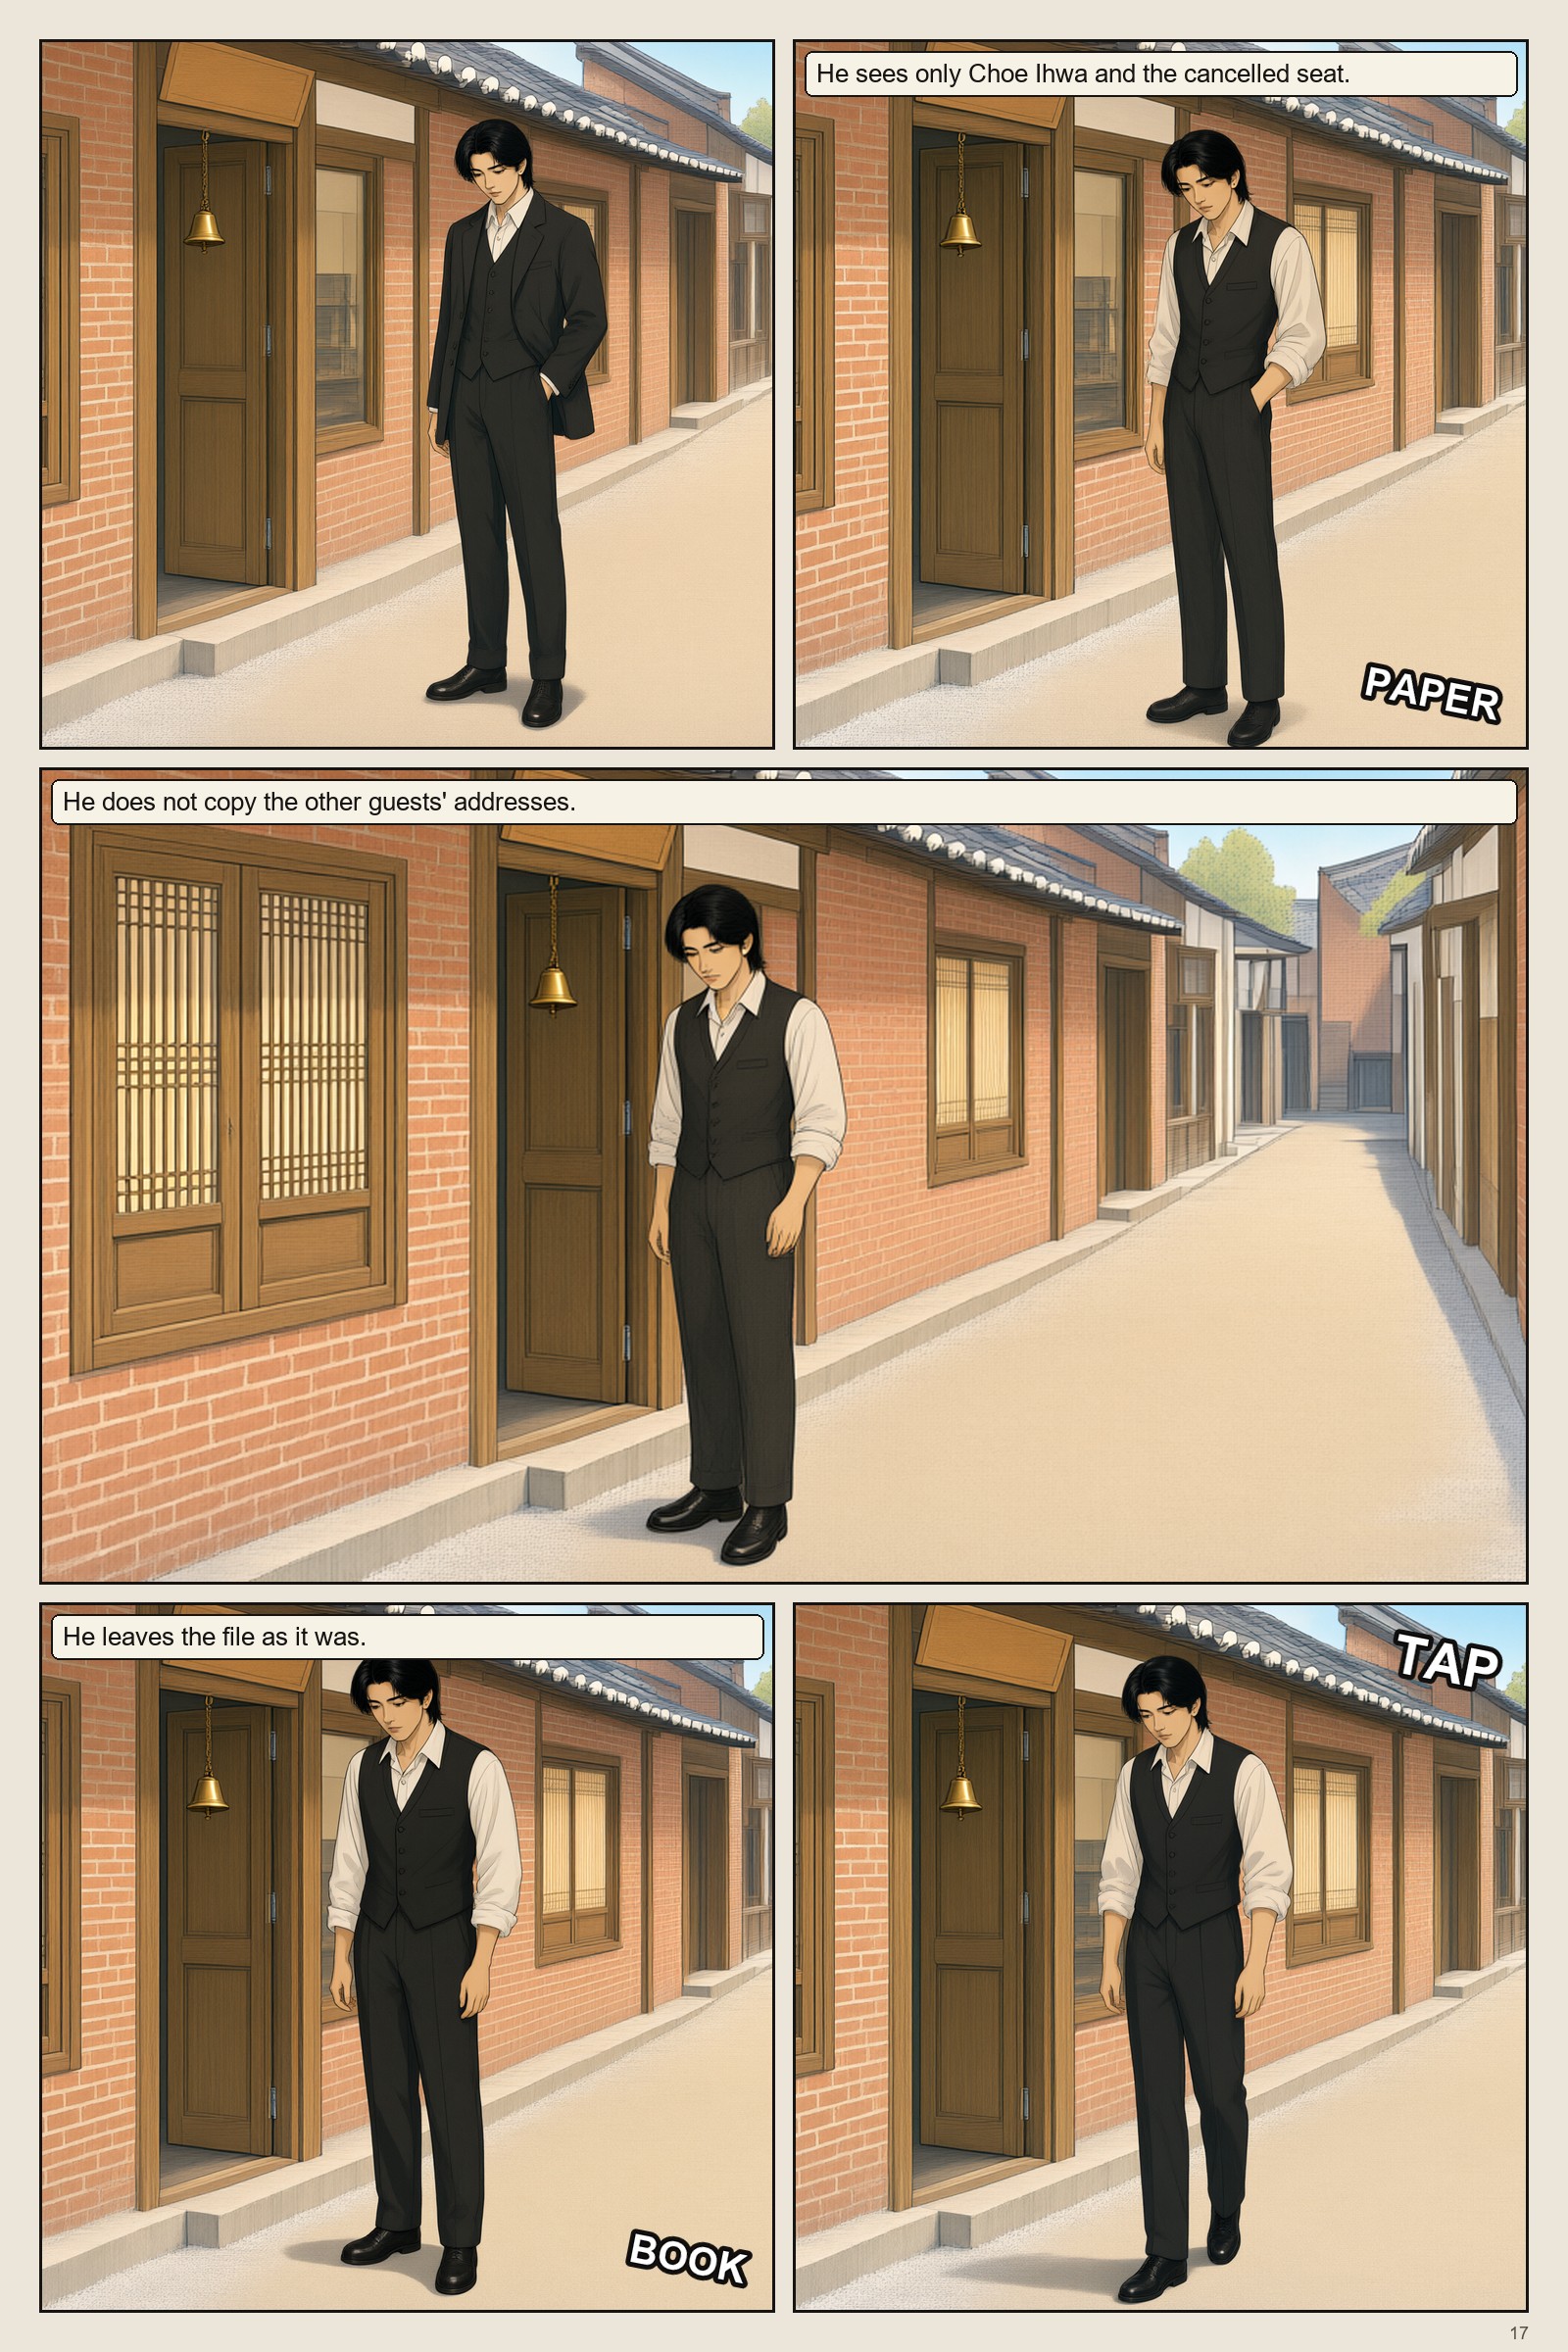 He sees only Choe Ihwa and the cancelled seat.
PAPER
He does not copy the other guests' addresses.
He leaves the file as it was.
BOOK
TAP
17